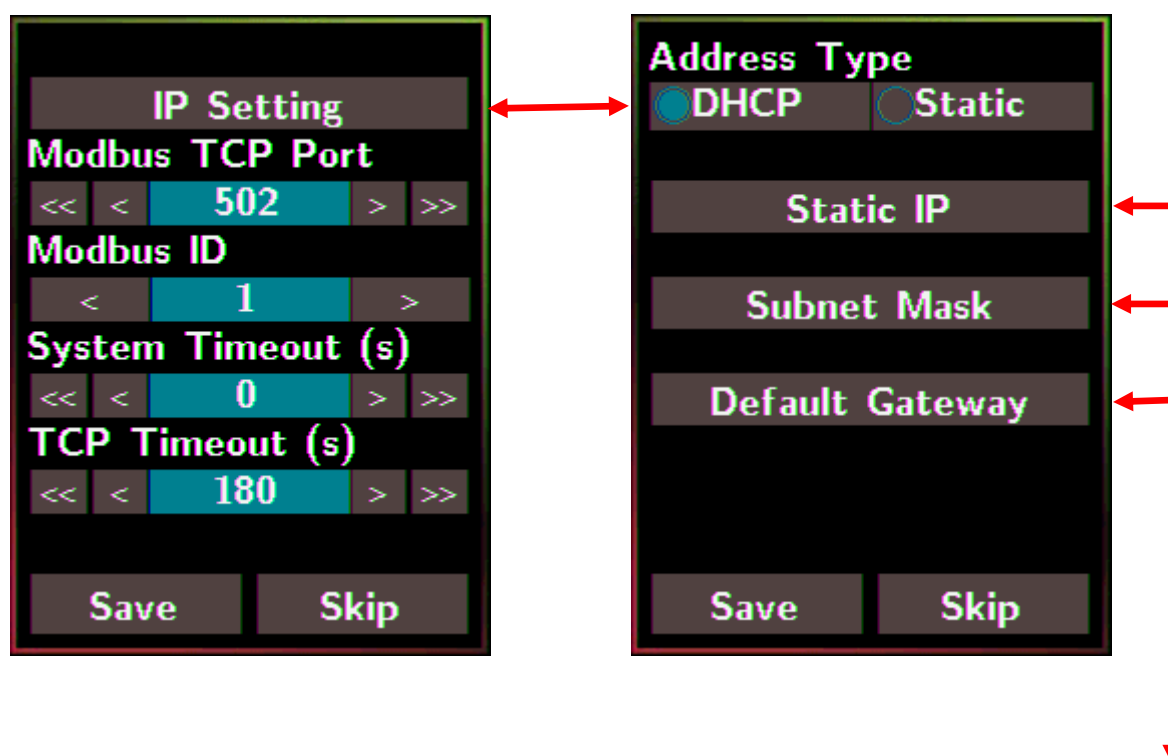 IP Setting
Modbus TCP Port
<< < 502 > >>
Modbus ID
< 1 >
System Timeout (s)
<< < 0 > >>
TCP Timeout (s)
<< < 180 > >>
Save Skip
Address Type
DHCP Static
Static IP
Subnet Mask
Default Gateway
Save Skip